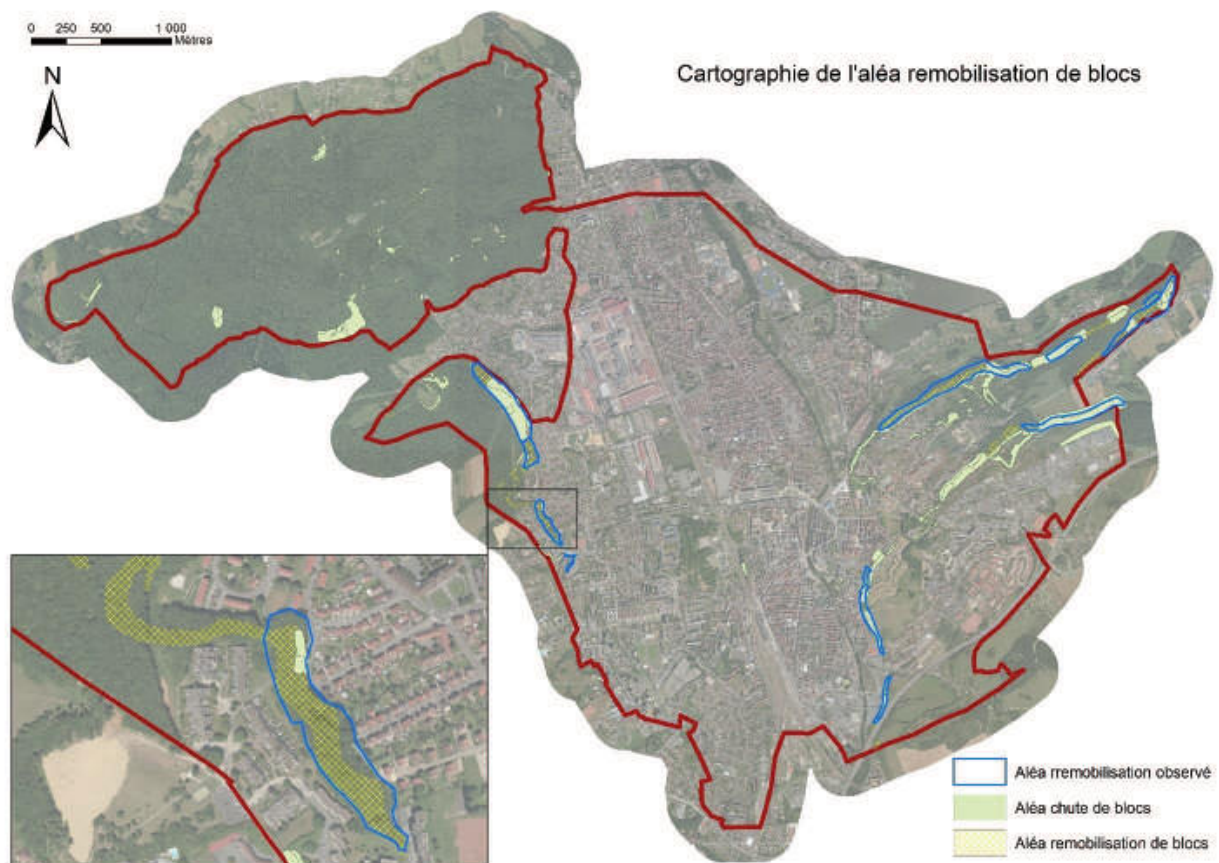 0 250 500 1 000
Mètres
N
Cartographie de l'aléa remobilisation de blocs
Aléa rremobilisation observé
Aléa chute de blocs
Aléa remobilisation de blocs